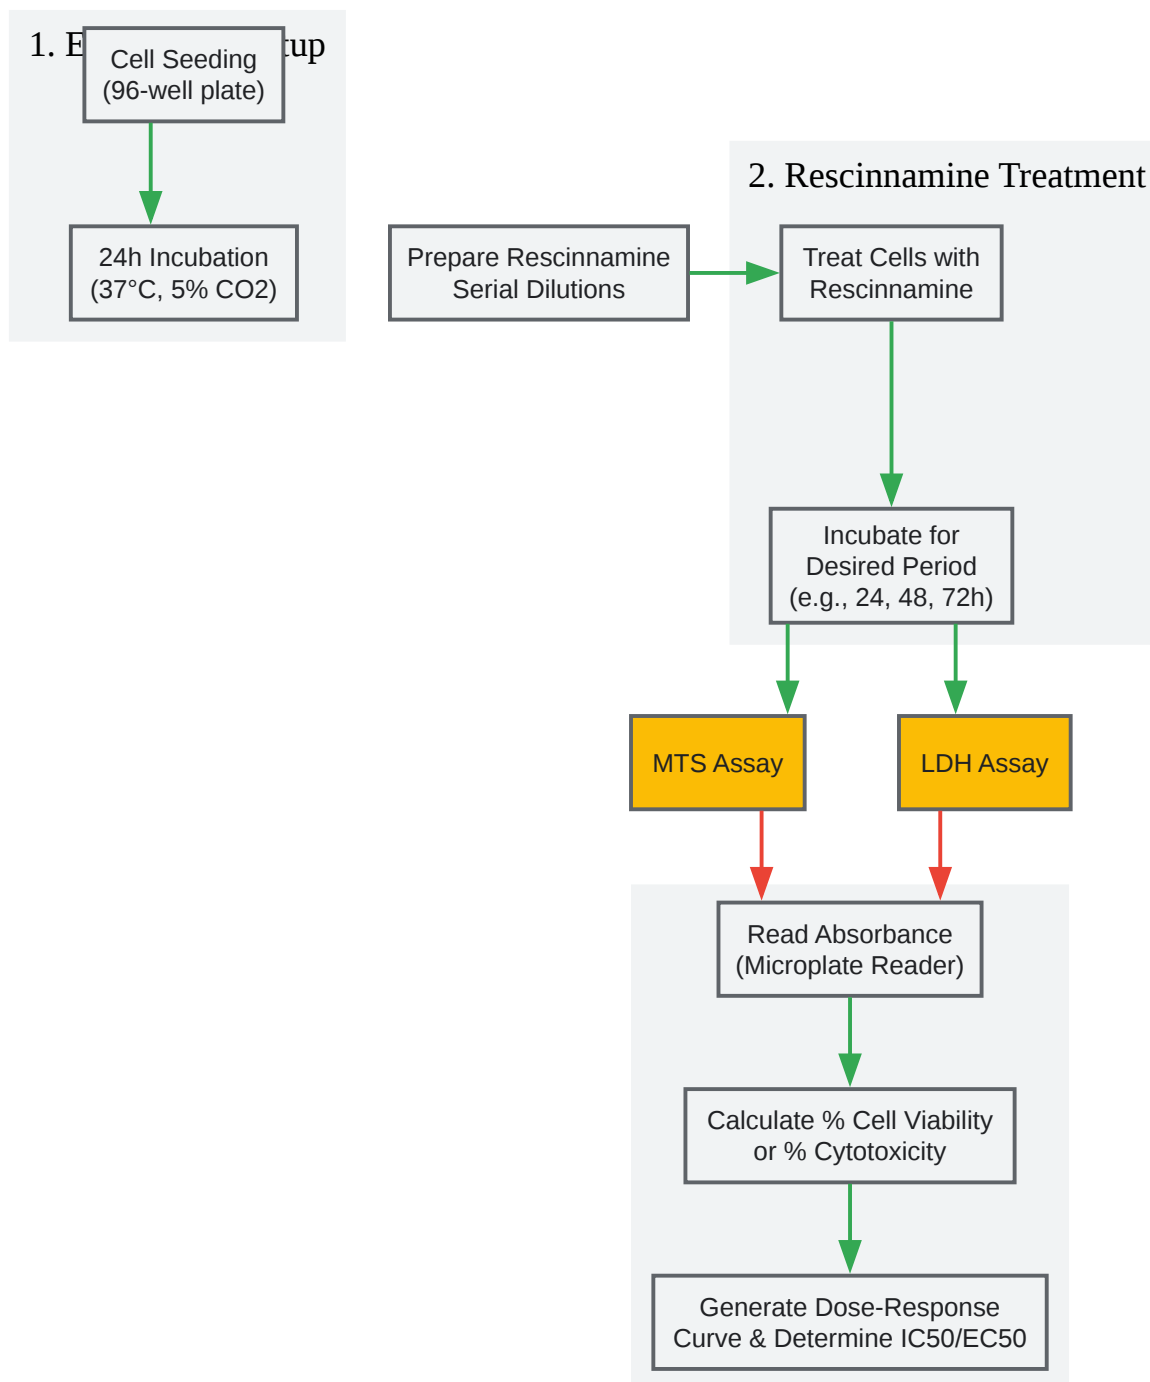 1.
tup
Cell Seeding
(96-well plate)
24h Incubation
(37°C, 5% CO2)
Prepare Rescinnamine
Serial Dilutions
2. Rescinnamine Treatment
Treat Cells with
Rescinnamine
Incubate for
Desired Period
(e.g., 24, 48, 72h)
MTS Assay
LDH Assay
Read Absorbance
(Microplate Reader)
Calculate % Cell Viability
or % Cytotoxicity
Generate Dose-Response
Curve & Determine IC50/EC50